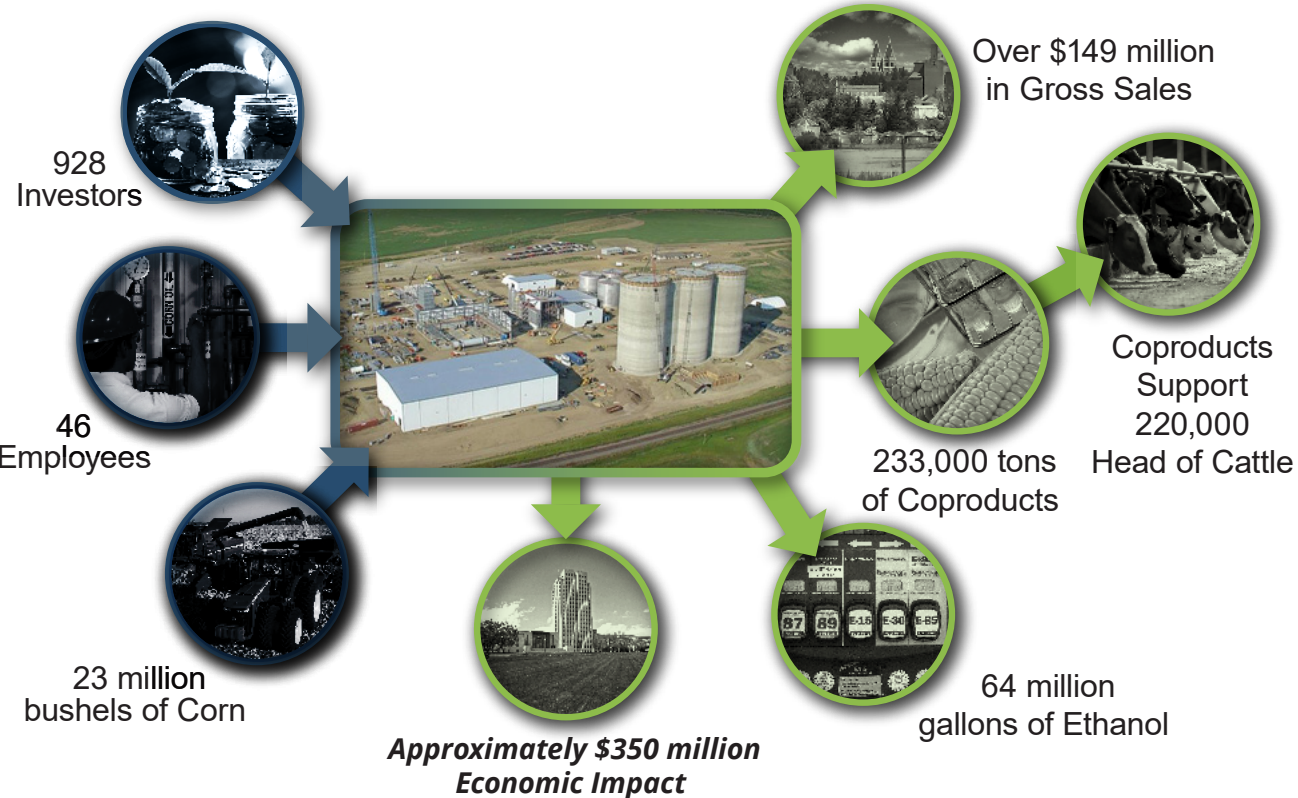 928
Investors
46
Employees
23 million
bushels of Corn
Over $149 million
in Gross Sales
Coproducts
Support
220,000
Head of Cattle
233,000 tons
of Coproducts
87
89
E-15
E-30
E-85
64 million
gallons of Ethanol
Approximately $350 million
Economic Impact